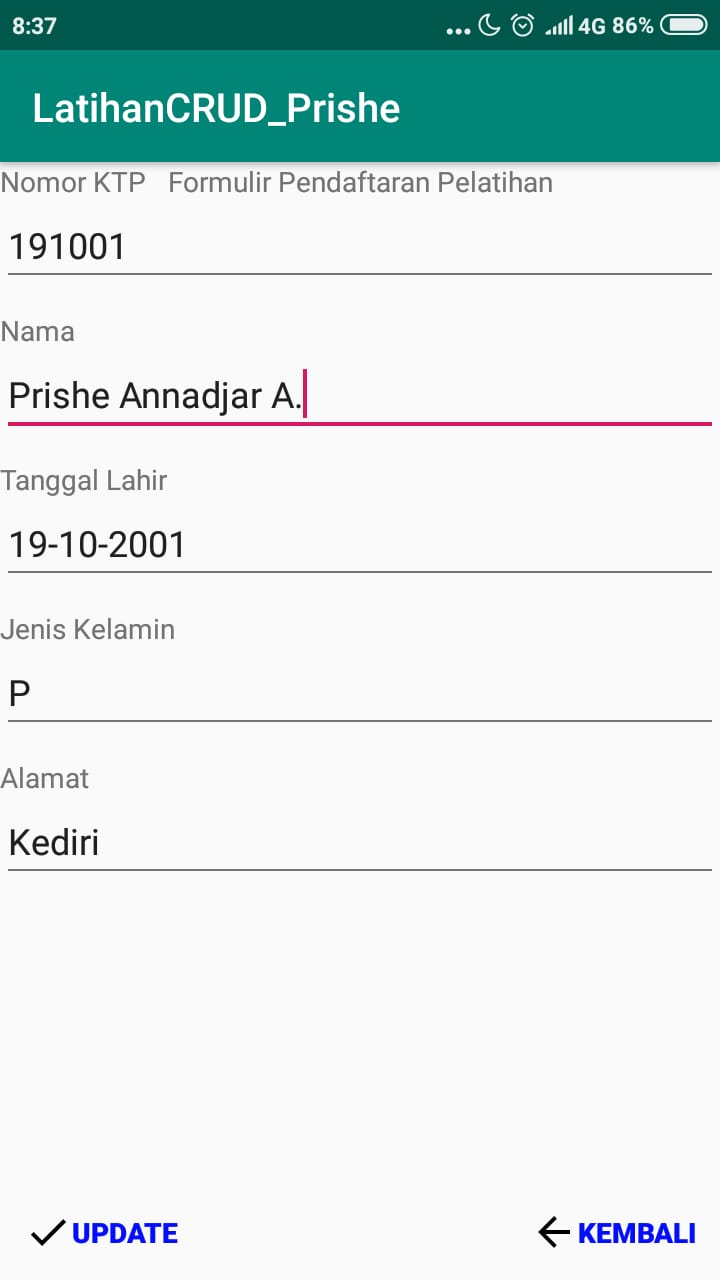 8:37 4G 86%
LatihanCRUD_Prishe
Nomor KTP Formulir Pendaftaran Pelatihan
191001
Nama
Prishe Annadjar A.
Tanggal Lahir
19-10-2001
Jenis Kelamin
P
Alamat
Kediri
UPDATE KEMBALI